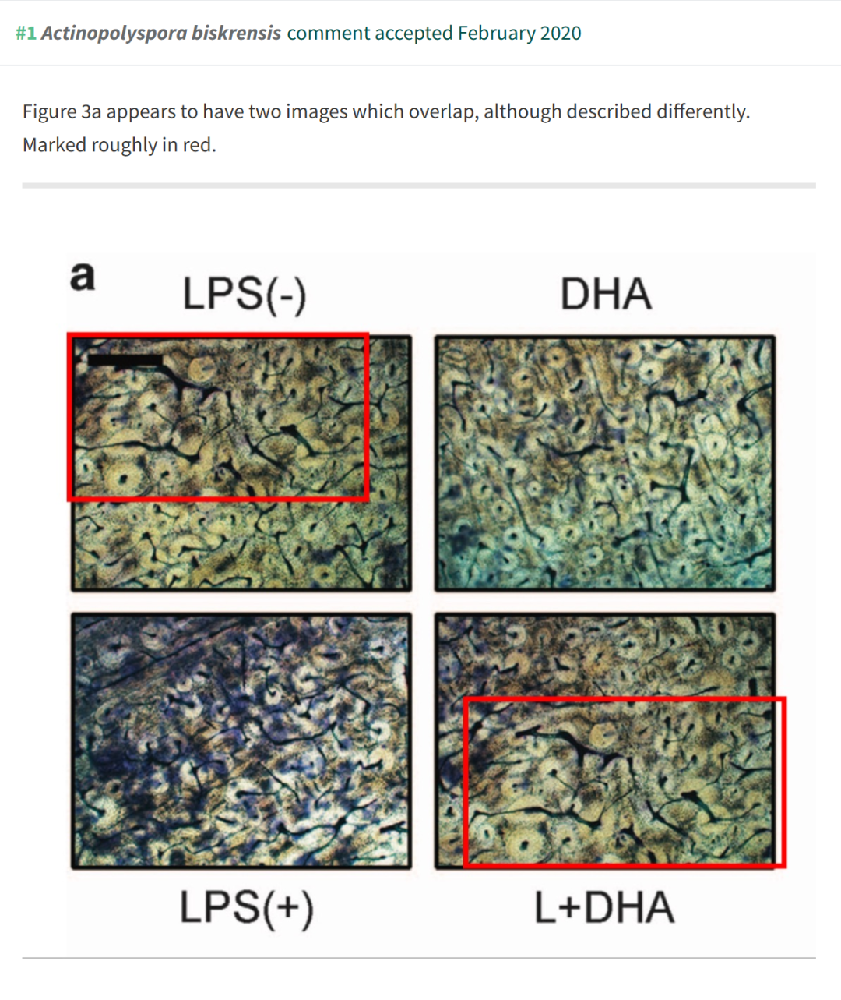 #1 Actinopolyspora biskrensis comment accepted February 2020
Figure 3a appears to have two images which overlap, although described differently.
Marked roughly in red.
a
LPS(-)
DHA
LPS(+)
L+DHA